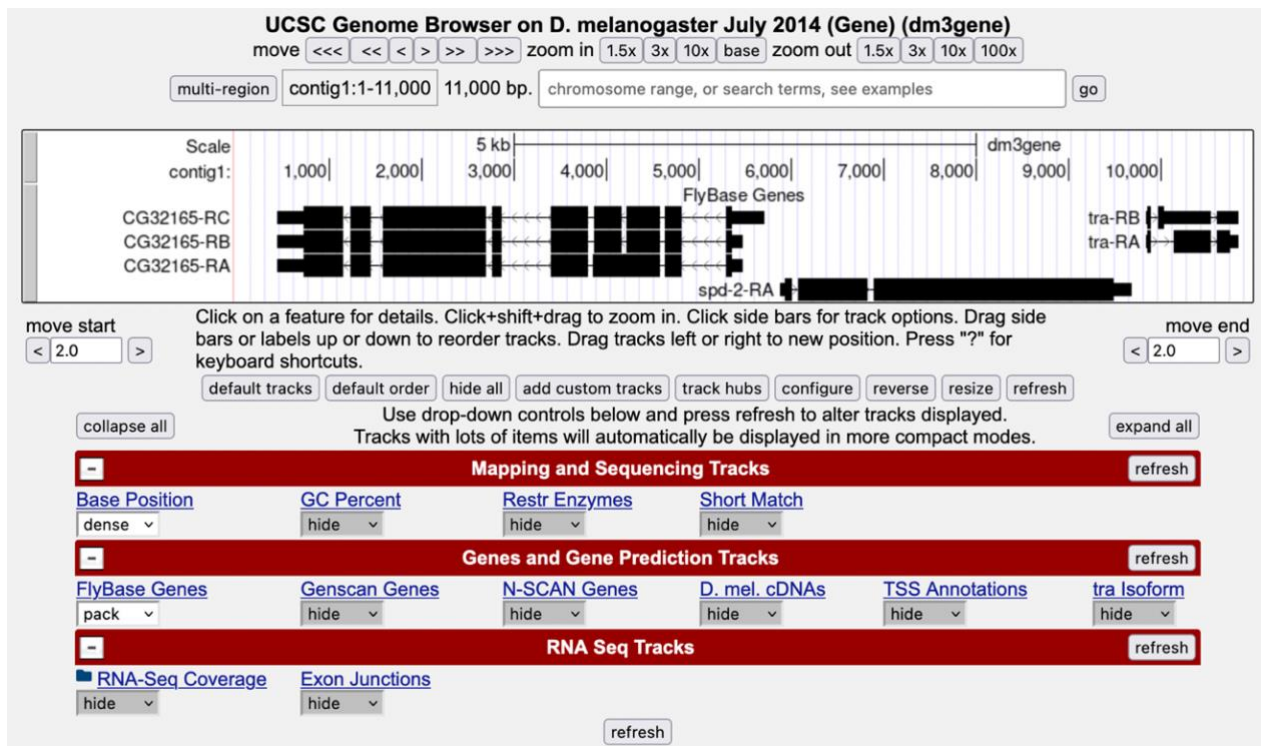 UCSC Genome Browser on D. melanogaster July 2014 (Gene) (dm3gene)
move <<< << < > >> >>> zoom in 1.5x 3x 10x base zoom out 1.5x 3x 10x 100x
multi-region contig1:1-11,000 11,000 bp. chromosome range, or search terms, see examples go
Scale 5 kb dm3gene
contig1: 1,000 2,000 3,000 4,000 5,000 6,000 7,000 8,000 9,000 10,000
FlyBase Genes
CG32165-RC tra-RB
CG32165-RB tra-RA
CG32165-RA
spd-2-RA
move start
< 2.0 >
Click on a feature for details. Click+shift+drag to zoom in. Click side bars for track options. Drag side
bars or labels up or down to reorder tracks. Drag tracks left or right to new position. Press "?" for
keyboard shortcuts.
move end
< 2.0 >
default tracks default order hide all add custom tracks track hubs configure reverse resize refresh
collapse all
Use drop-down controls below and press refresh to alter tracks displayed.
Tracks with lots of items will automatically be displayed in more compact modes.
expand all
- Mapping and Sequencing Tracks refresh
Base Position GC Percent Restr Enzymes Short Match
dense hide hide hide
- Genes and Gene Prediction Tracks refresh
FlyBase Genes Genscan Genes N-SCAN Genes D. mel. cDNAs TSS Annotations tra Isoform
pack hide hide hide hide hide
- RNA Seq Tracks refresh
RNA-Seq Coverage Exon Junctions
hide hide
refresh